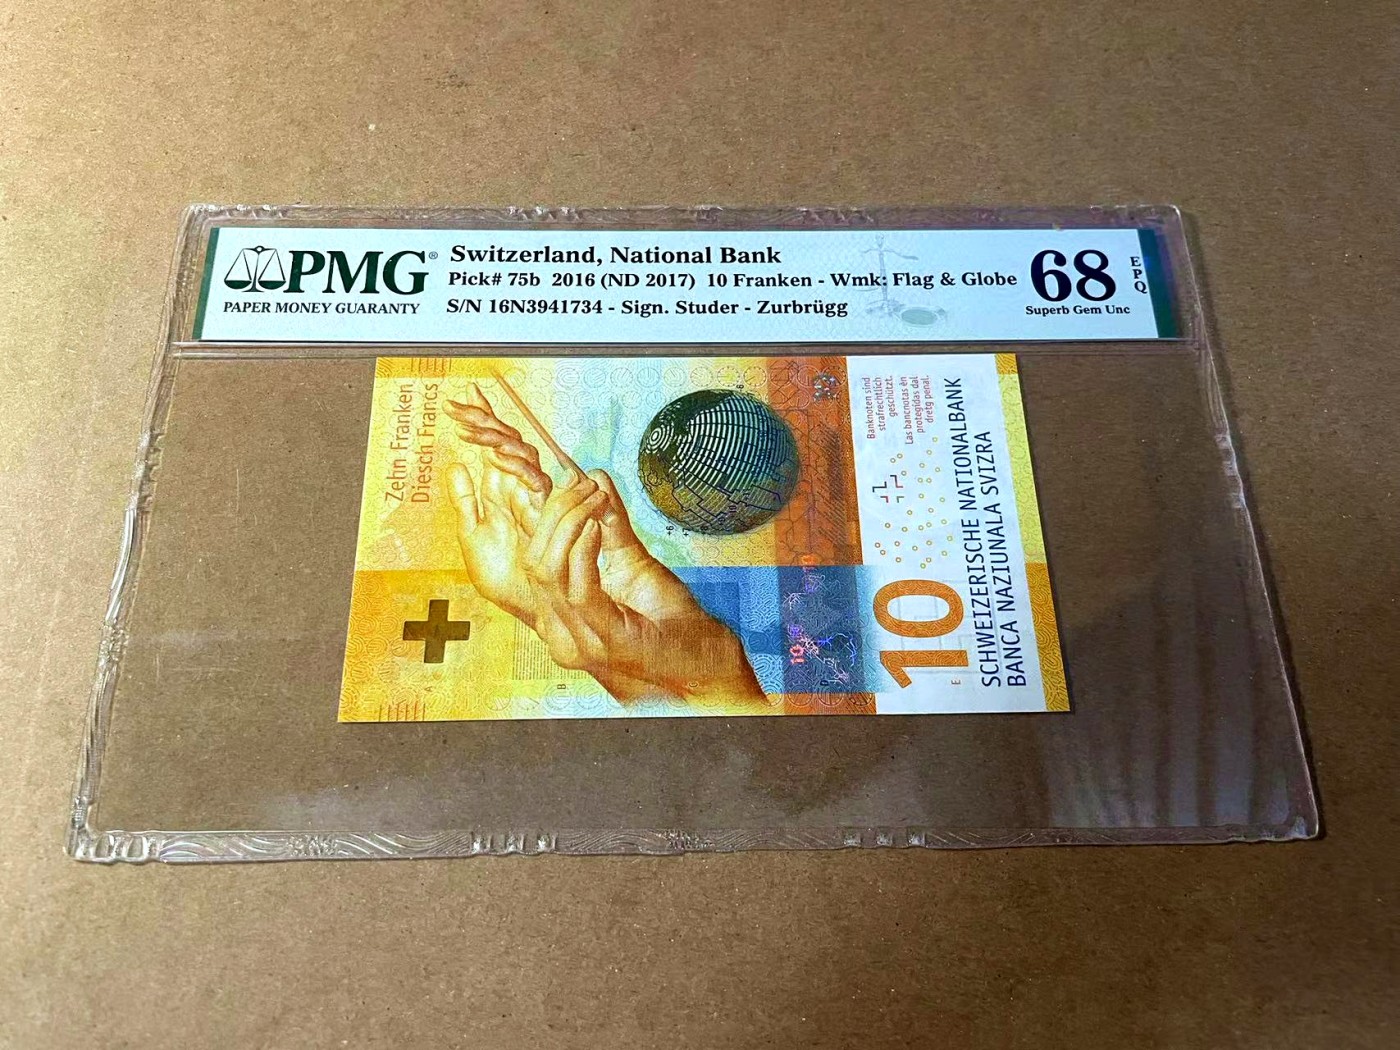 PMG®
PAPER MONEY GUARANTY
Switzerland, National Bank
Pick# 75b 2016 (ND 2017) 10 Franken - Wmk: Flag & Globe
S/N 16N3941734 - Sign. Studer - Zurbrügg
68
EPQ
Superb Gem Unc
Zehn Franken
Diesch Francs
Banknoten sind
strafrechtlich
geschützt.
Las bancnotas èn
protegidas dal
dretg penal.
10
SCHWEIZERISCHE NATIONALBANK
BANCA NAZIUNALA SVIZRA
A
B
E
10